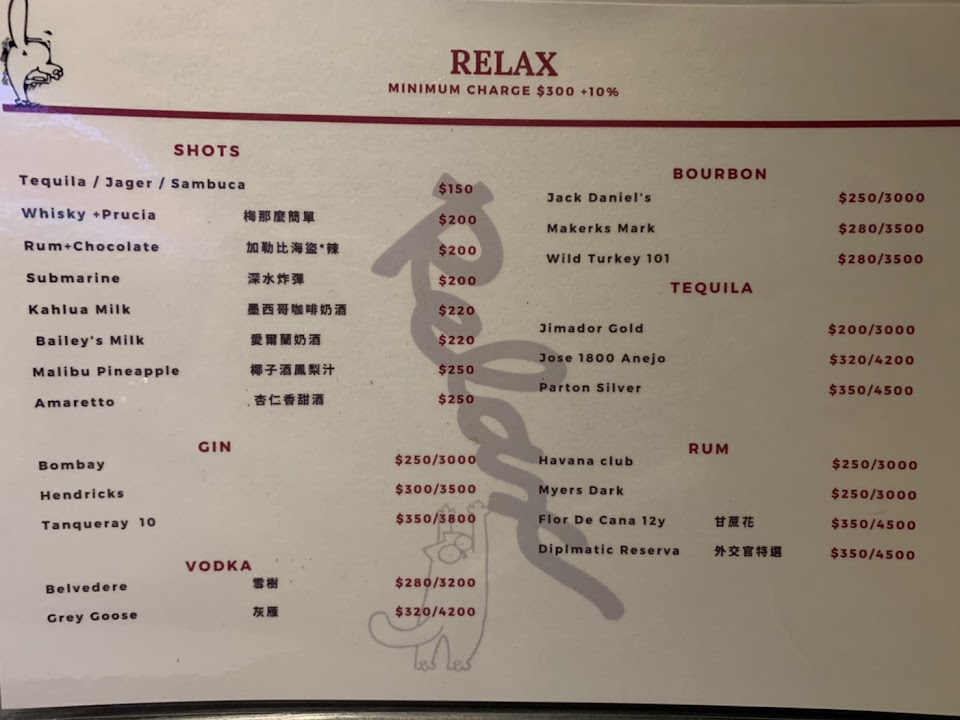 RELAX
MINIMUM CHARGE $300 +10%
SHOTS
Tequila / Jager / Sambuca $150
Whisky +Prucia 梅那麼簡單 $200
Rum+Chocolate 加勒比海盜*辣 $200
Submarine 深水炸彈 $200
Kahlua Milk 墨西哥咖啡奶酒 $220
Bailey's Milk 愛爾蘭奶酒 $220
Malibu Pineapple 椰子酒鳳梨汁 $250
Amaretto 杏仁香甜酒 $250
GIN
Bombay $250/3000
Hendricks $300/3500
Tanqueray 10 $350/3800
VODKA
Belvedere 雪樹 $280/3200
Grey Goose 灰雁 $320/4200
BOURBON
Jack Daniel's $250/3000
Makerks Mark $280/3500
Wild Turkey 101 $280/3500
TEQUILA
Jimador Gold $200/3000
Jose 1800 Anejo $320/4200
Parton Silver $350/4500
RUM
Havana club $250/3000
Myers Dark $250/3000
Flor De Cana 12y 甘蔗花 $350/4500
Diplmatic Reserva 外交官特選 $350/4500
Relax